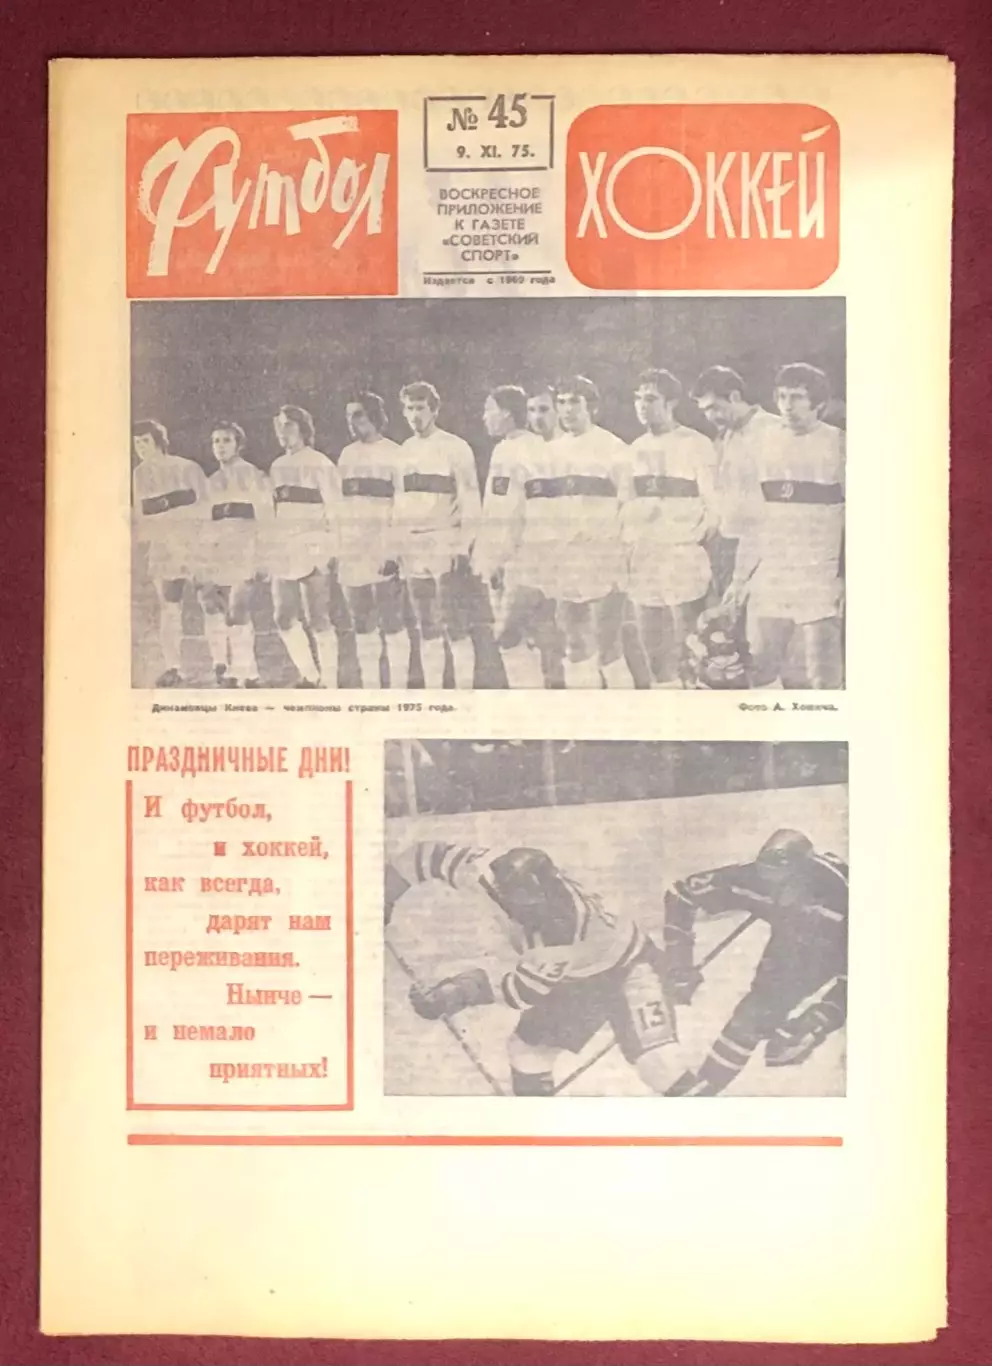 Футбол
№ 45
9. XI. 75.
ВОСКРЕСНОЕ
ПРИЛОЖЕНИЕ
К ГАЗЕТЕ
«СОВЕТСКИЙ
СПОРТ»
Издается с 1960 года
ХОККЕЙ
Динамовцы Киева — чемпионы страны 1975 года.
Фото А. Хомича.
ПРАЗДНИЧНЫЕ ДНИ!
И футбол,
и хоккей,
как всегда,
дарят нам
переживания.
Нынче —
и немало
приятных!
13
13
Д